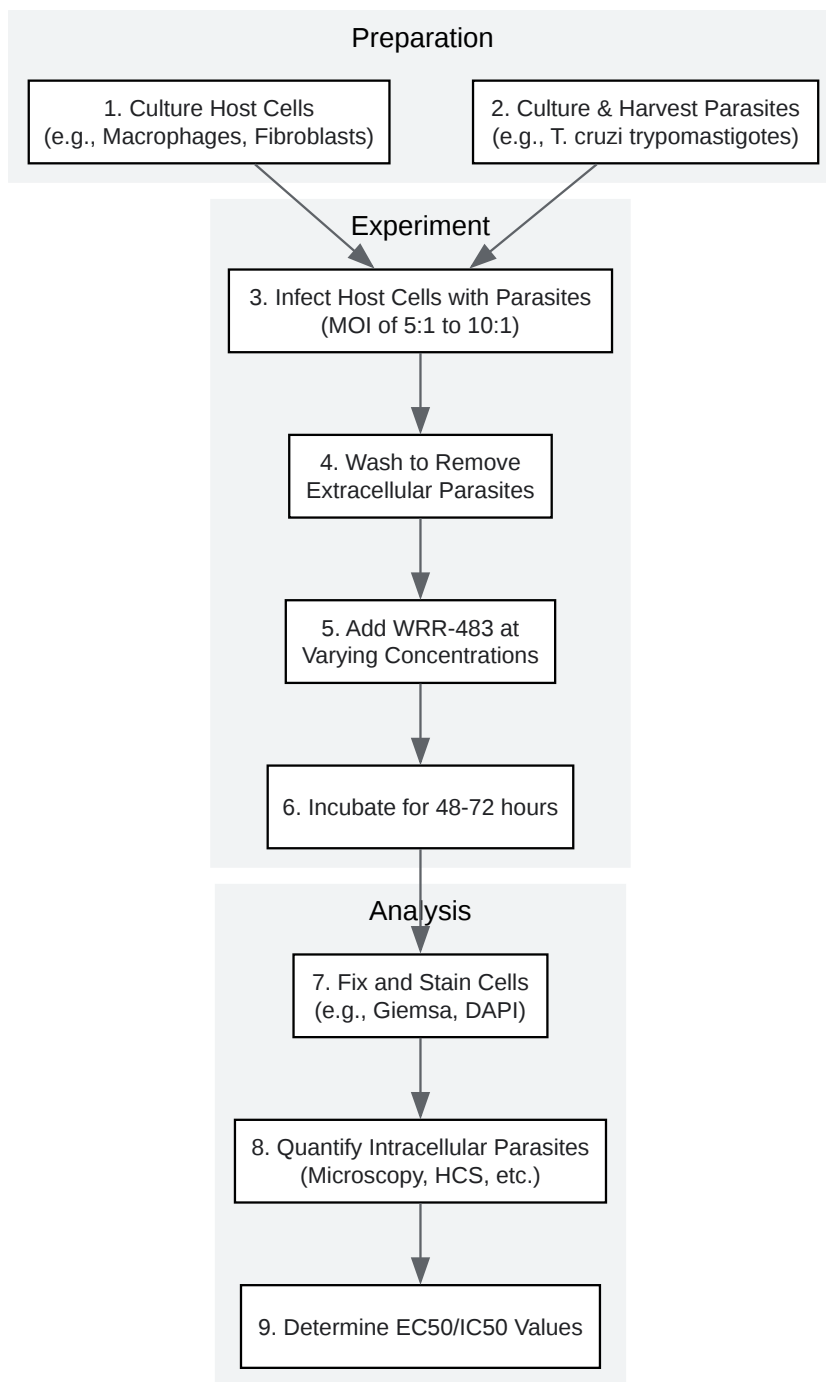 Preparation
1. Culture Host Cells
(e.g., Macrophages, Fibroblasts)
2. Culture & Harvest Parasites
(e.g., T. cruzi trypomastigotes)
Experiment
3. Infect Host Cells with Parasites
(MOI of 5:1 to 10:1)
4. Wash to Remove
Extracellular Parasites
5. Add WRR-483 at
Varying Concentrations
6. Incubate for 48-72 hours
Analysis
7. Fix and Stain Cells
(e.g., Giemsa, DAPI)
8. Quantify Intracellular Parasites
(Microscopy, HCS, etc.)
9. Determine EC50/IC50 Values